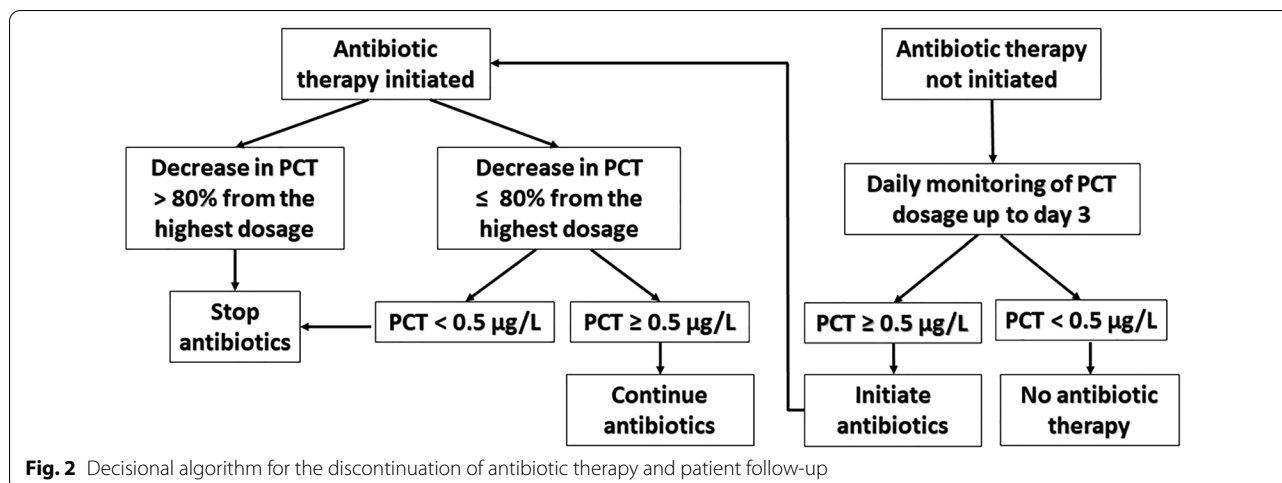 Antibiotic
therapy initiated
Antibiotic therapy
not initiated
Decrease in PCT
> 80% from the
highest dosage
Decrease in PCT
≤ 80% from the
highest dosage
Daily monitoring of PCT
dosage up to day 3
Stop
antibiotics
PCT < 0.5 µg/L
PCT ≥ 0.5 µg/L
PCT ≥ 0.5 µg/L
PCT < 0.5 µg/L
Continue
antibiotics
Initiate
antibiotics
No antibiotic
therapy
Fig. 2 Decisional algorithm for the discontinuation of antibiotic therapy and patient follow-up